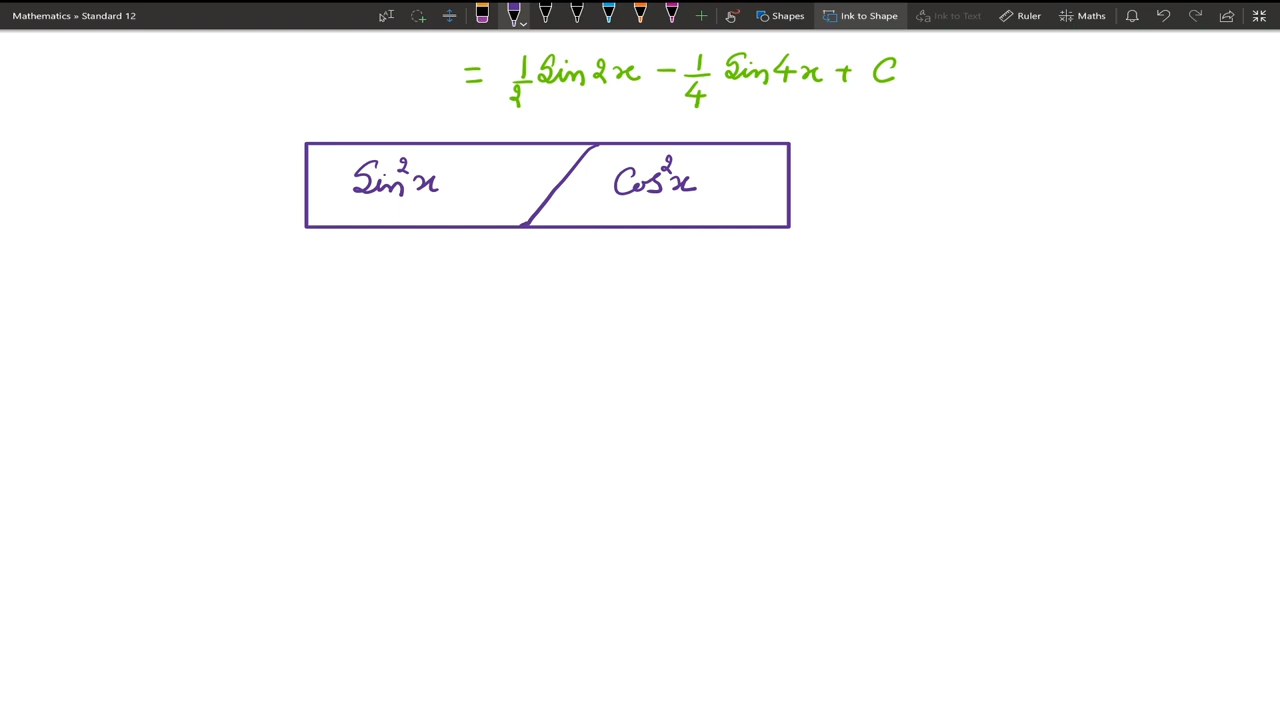 Mathematics » Standard 12
Shapes Ink to Shape Ink to Text Ruler Maths
= 1/2 Sin 2x - 1/4 Sin 4x + C
Sin²x / Cos²x